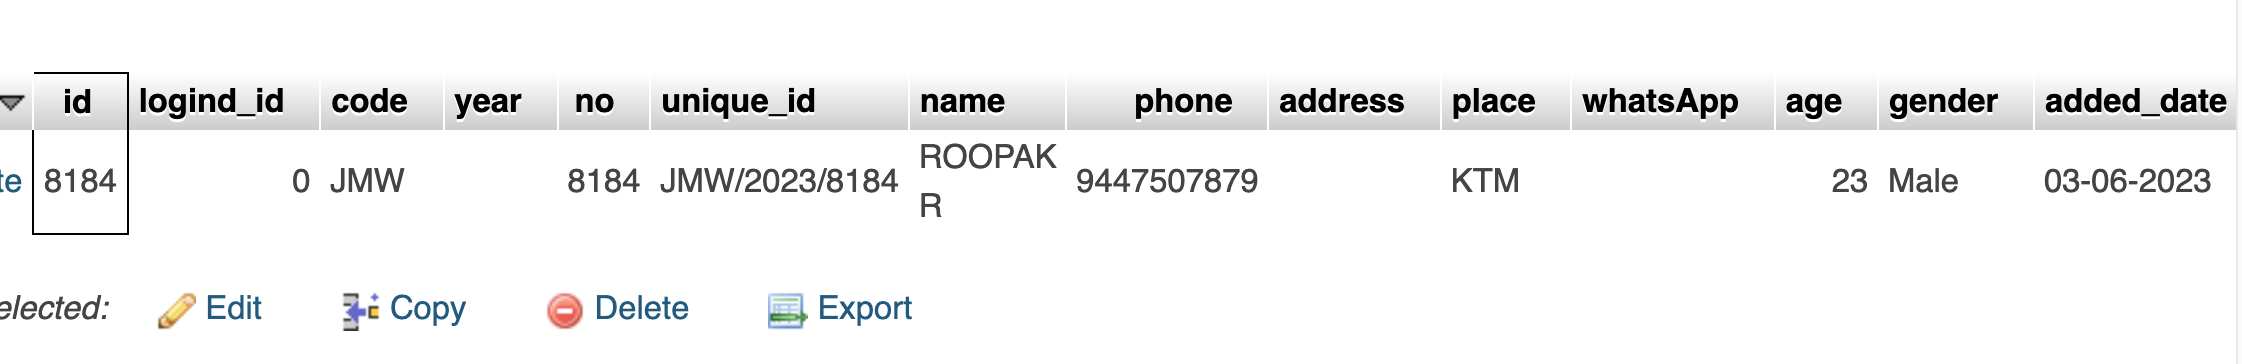 id logind_id code year no unique_id name phone address place whatsApp age gender added_date
te 8184 0 JMW 8184 JMW/2023/8184 ROOPAK R 9447507879 KTM 23 Male 03-06-2023
elected: Edit Copy Delete Export